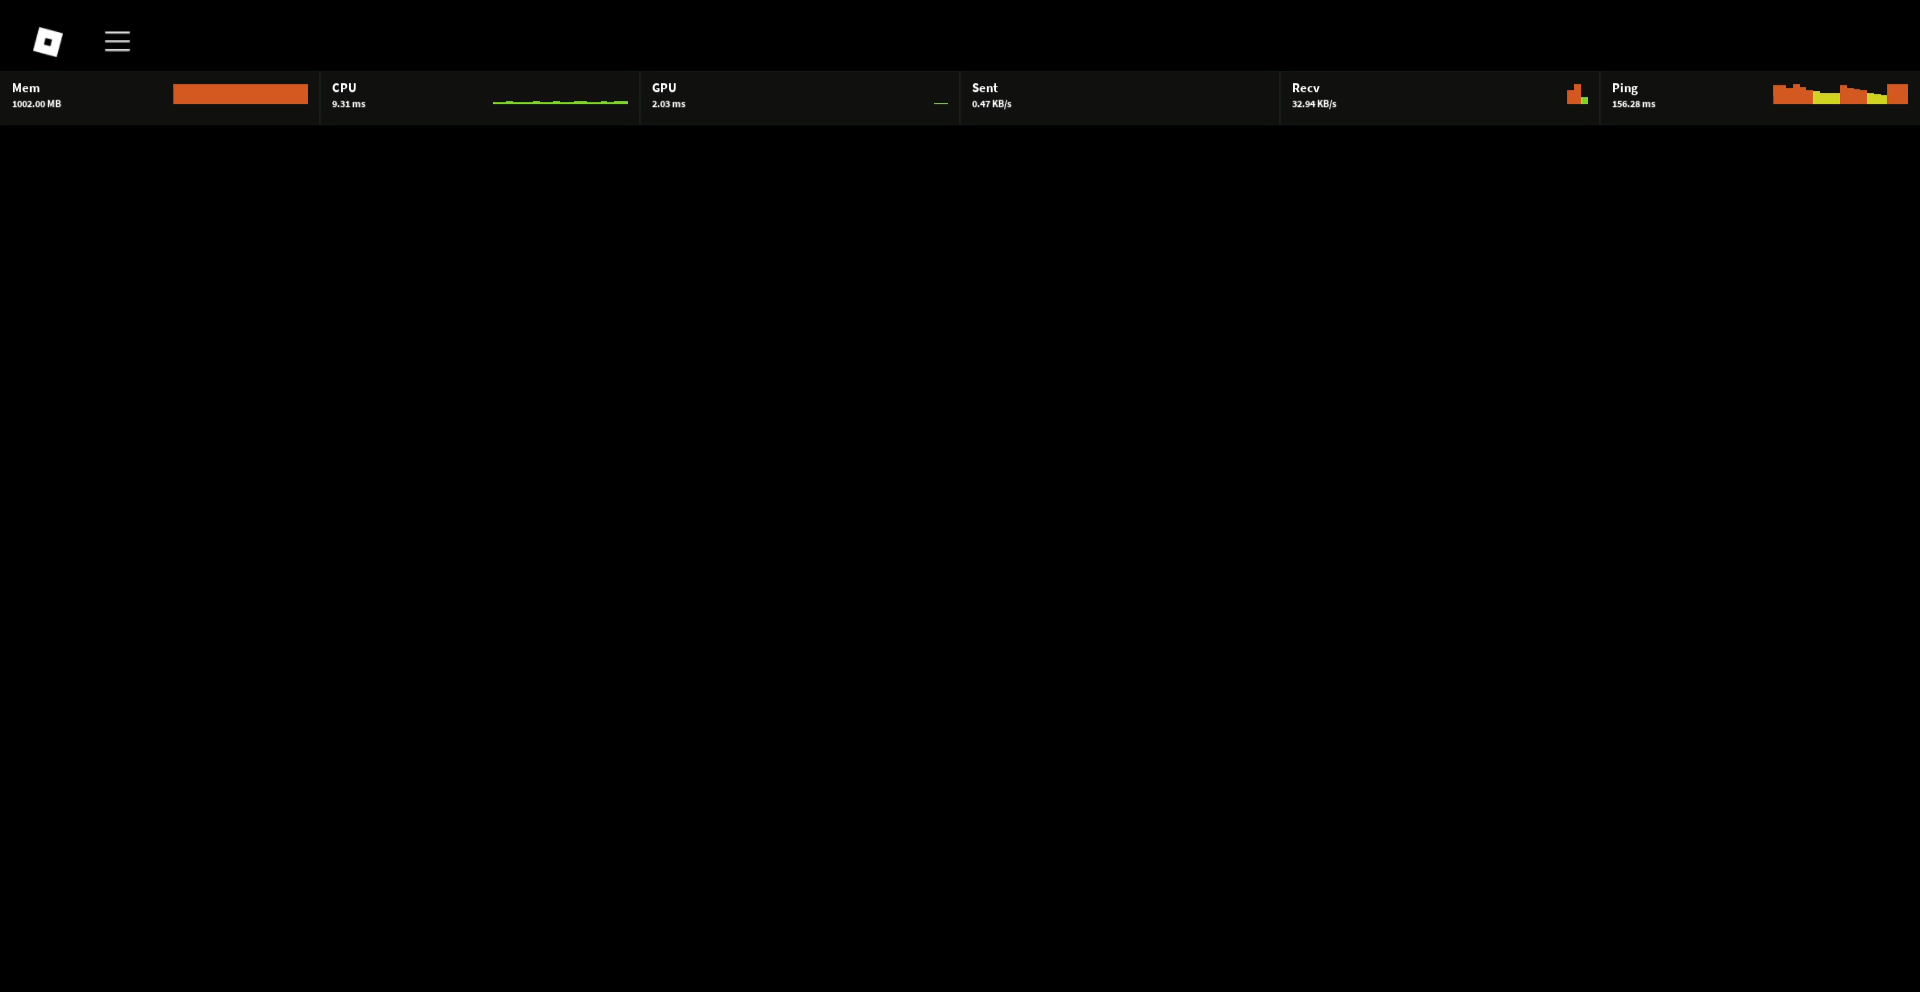 Mem
1002.00 MB
CPU
9.31 ms
GPU
2.03 ms
Sent
0.47 KB/s
Recv
32.94 KB/s
Ping
156.28 ms